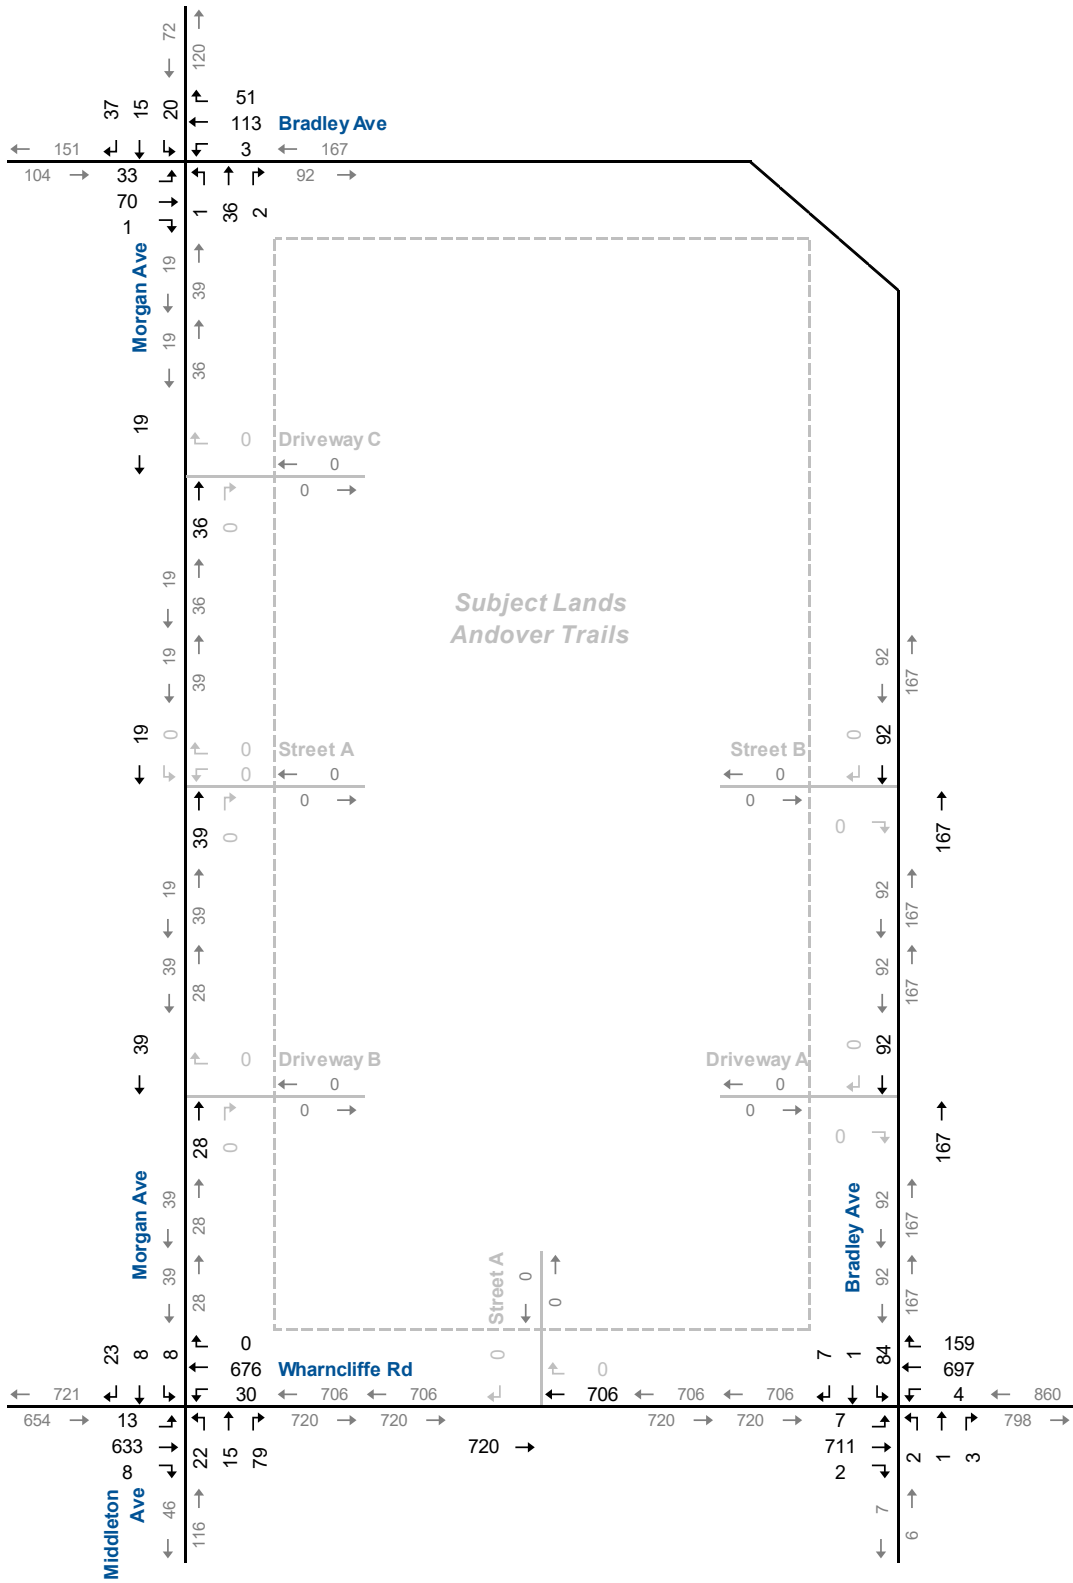 72
120
37 15 20 51
113 Bradley Ave
151 3 167
104 33 92
70 1 36 2
1
Morgan Ave
19 39
19 36
19
0 Driveway C
0
0
36 0
19 36
Subject Lands
Andover Trails
19 39
92 167
19 0 0 Street A
0 0
0
39 0
Street B 0 92
0
0
0 167
19 39
92 167
39 28
92 167
39 0 Driveway B
0
0
28 0
Driveway A 0 92
0
0
0 167
Morgan Ave
39 28
39 28
Bradley Ave
92 167
92 167
Street A
0 0
0 0
23 8 8 0
676 Wharncliffe Rd
721 30 706 706 706 706 706
654 13 720 720 720 720
633 720
8 22 15 79
7 1 84 159
697
4 860
7 798
711
2 2 1 3
Middleton
Ave
46 116
7 6